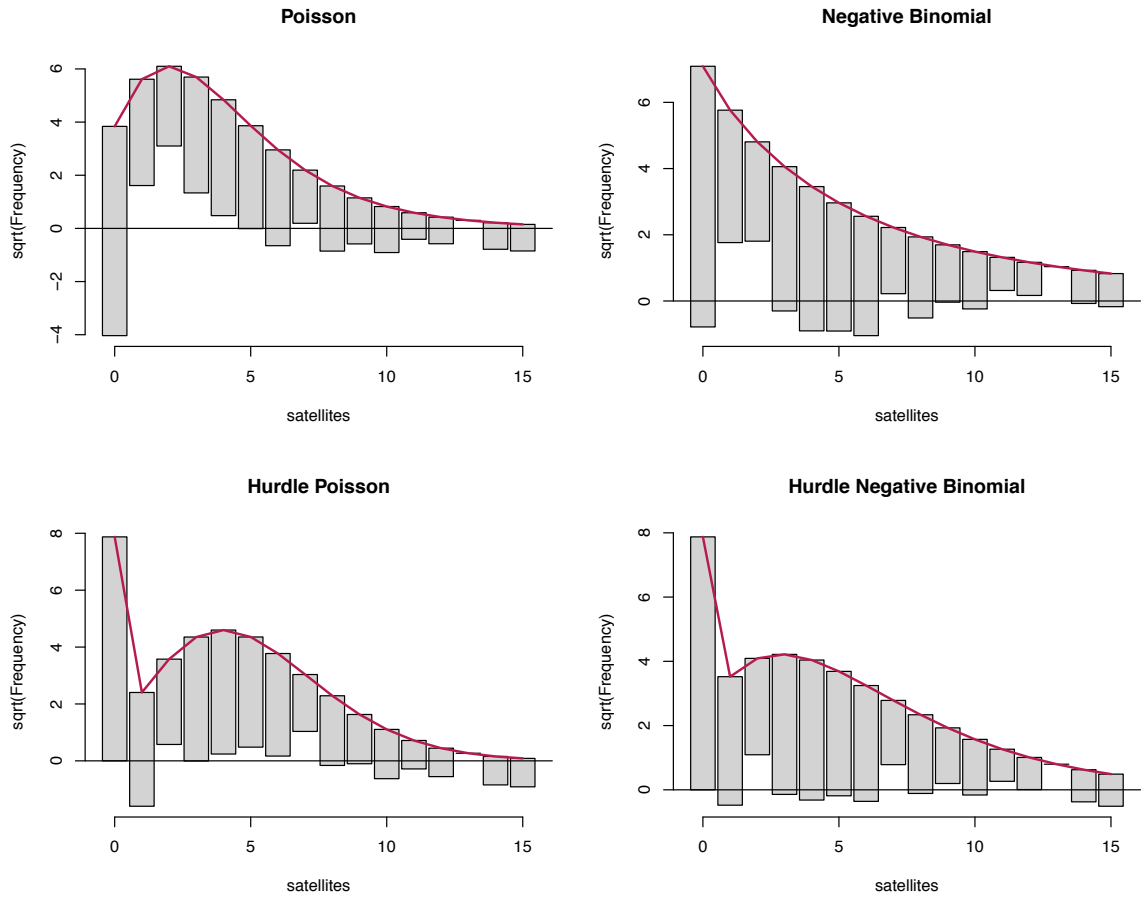 Poisson
sqrt(Frequency)
6
4
2
0
−2
−4
0 5 10 15
satellites
Negative Binomial
sqrt(Frequency)
6
4
2
0
0 5 10 15
satellites
Hurdle Poisson
sqrt(Frequency)
8
6
4
2
0
0 5 10 15
satellites
Hurdle Negative Binomial
sqrt(Frequency)
8
6
4
2
0
0 5 10 15
satellites